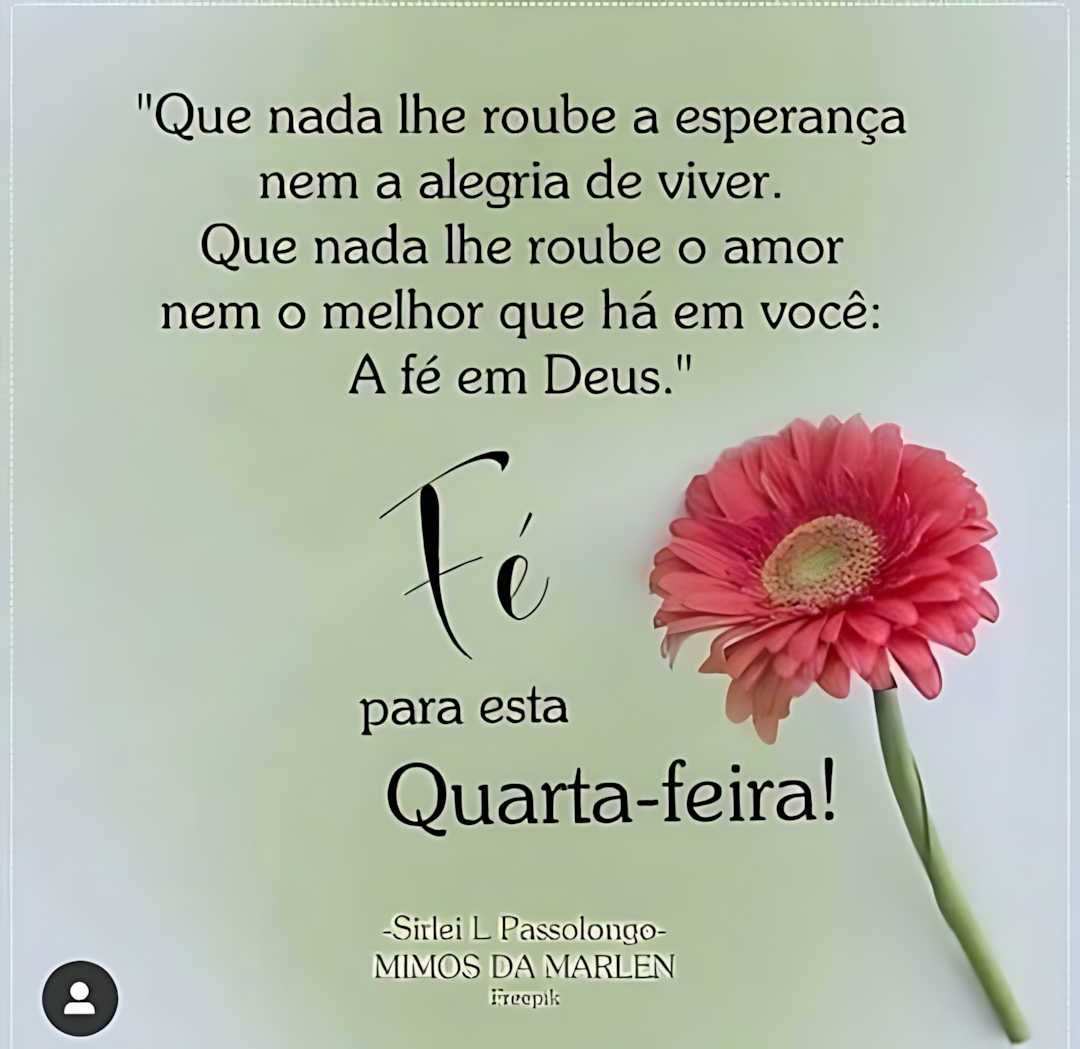 "Que nada lhe roube a esperança
nem a alegria de viver.
Que nada lhe roube o amor
nem o melhor que há em você:
A fé em Deus."
Fé
para esta
Quarta-feira!
-Sirlei L Passolongo-
MIMOS DA MARLEN
Freepik